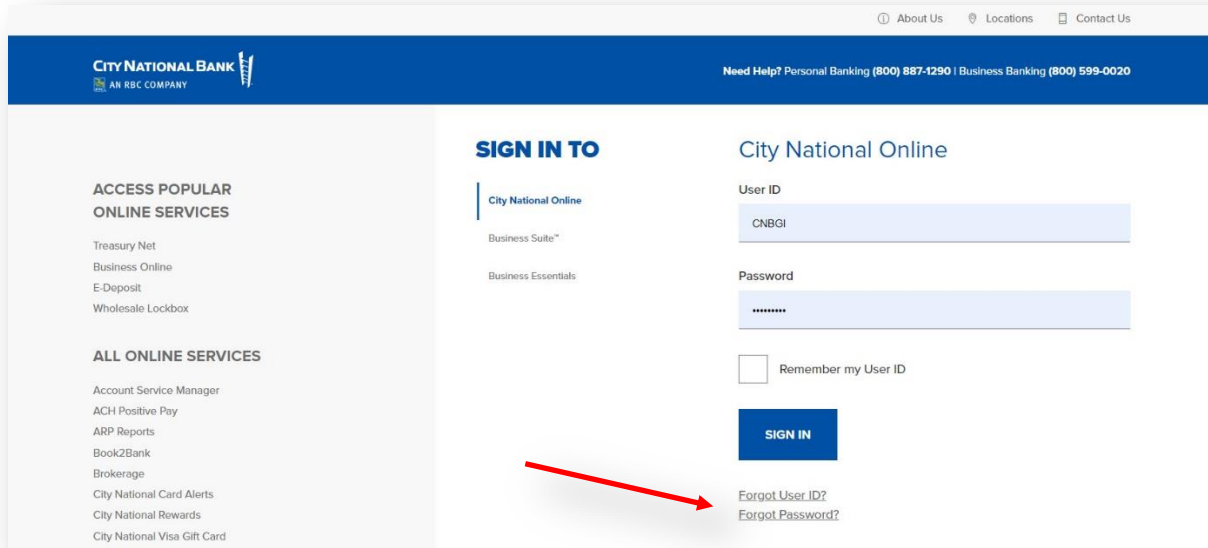 About Us Locations Contact Us
CITY NATIONAL BANK
AN RBC COMPANY
Need Help? Personal Banking (800) 887-1290 | Business Banking (800) 599-0020
ACCESS POPULAR
ONLINE SERVICES
Treasury Net
Business Online
E-Deposit
Wholesale Lockbox
ALL ONLINE SERVICES
Account Service Manager
ACH Positive Pay
ARP Reports
Book2Bank
Brokerage
City National Card Alerts
City National Rewards
City National Visa Gift Card
SIGN IN TO
City National Online
Business Suite™
Business Essentials
City National Online
User ID
CNBGI
Password
•••••••••
Remember my User ID
SIGN IN
Forgot User ID?
Forgot Password?